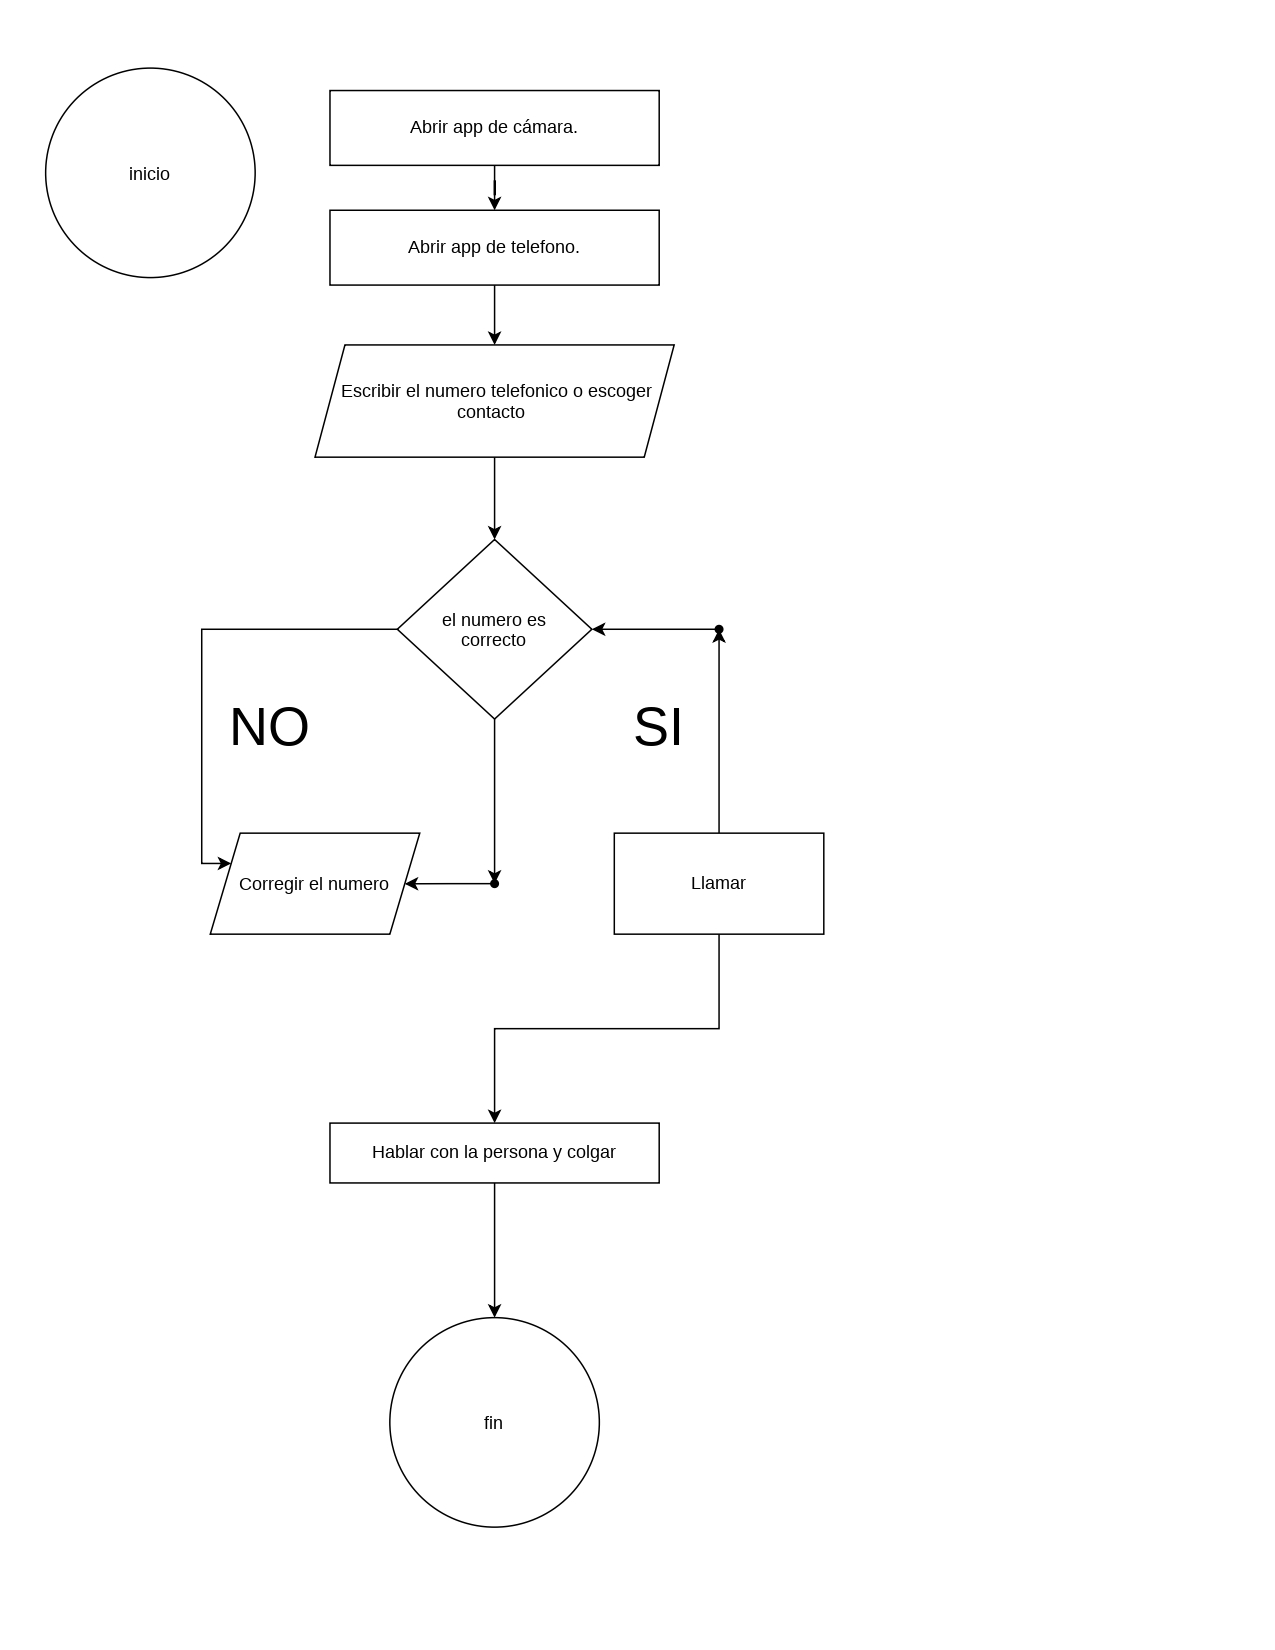 inicio
Abrir app de cámara.
Abrir app de telefono.
Escribir el numero telefonico o escoger
contacto
el numero es
correcto
NO
SI
Corregir el numero
Llamar
Hablar con la persona y colgar
fin